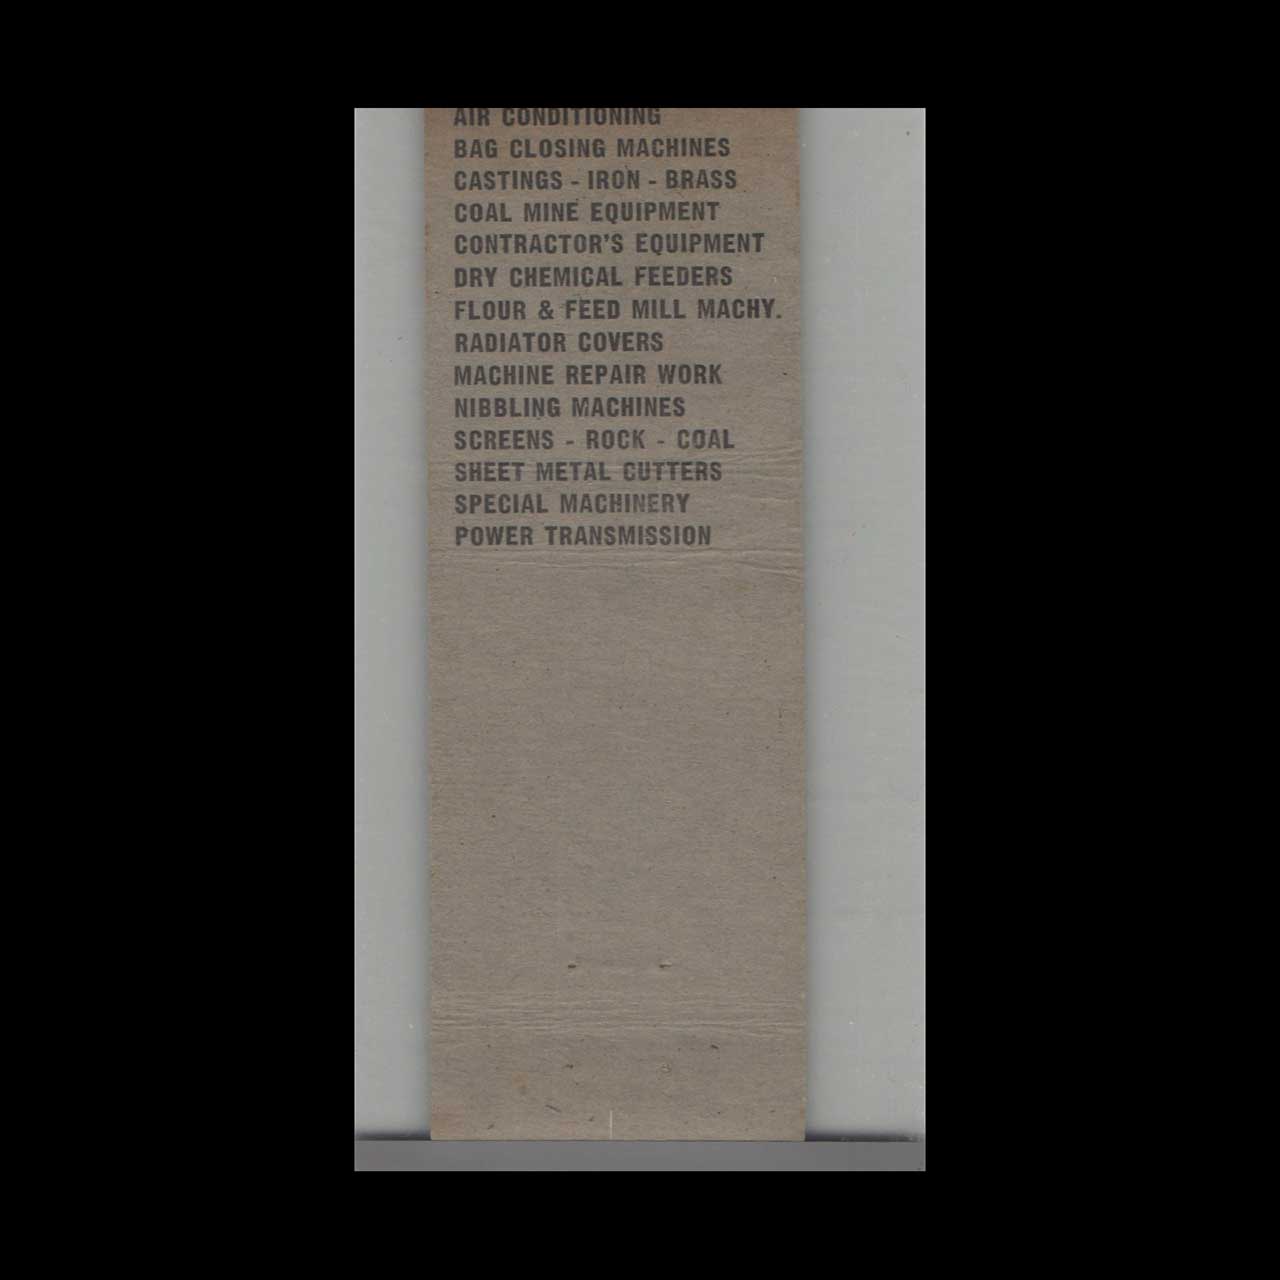 AIR CONDITIONING
BAG CLOSING MACHINES
CASTINGS - IRON - BRASS
COAL MINE EQUIPMENT
CONTRACTOR'S EQUIPMENT
DRY CHEMICAL FEEDERS
FLOUR & FEED MILL MACHY.
RADIATOR COVERS
MACHINE REPAIR WORK
NIBBLING MACHINES
SCREENS - ROCK - COAL
SHEET METAL CUTTERS
SPECIAL MACHINERY
POWER TRANSMISSION